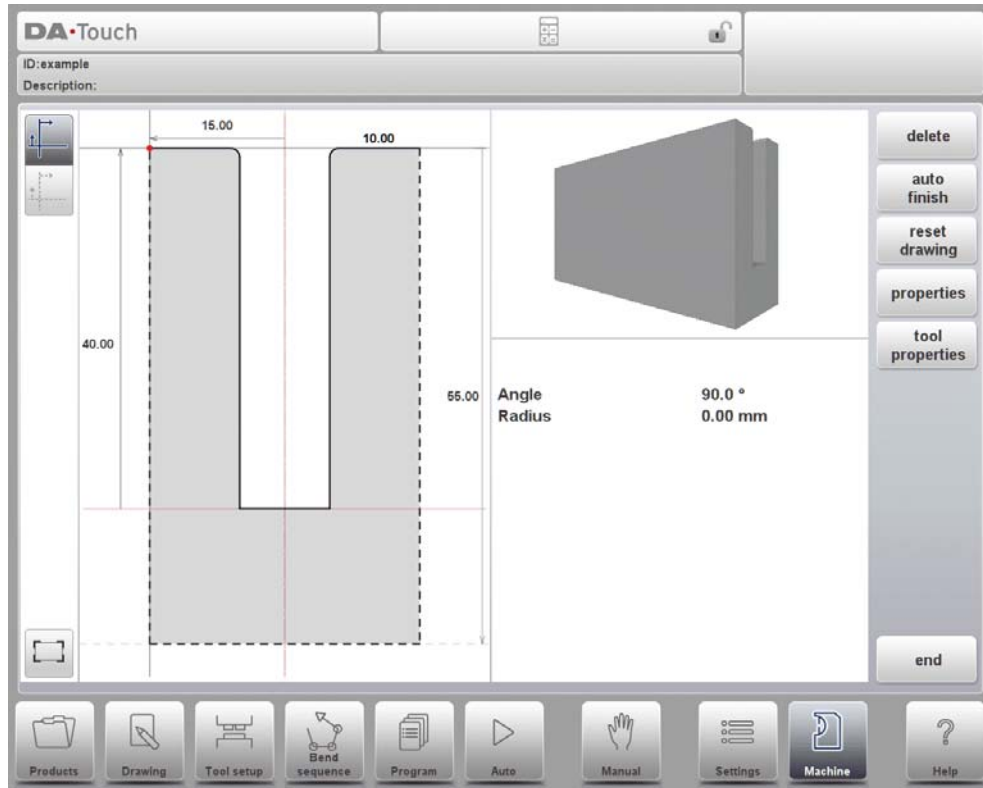 DA•Touch
ID:example
Description:
15.00
10.00
40.00
55.00
Angle 90.0 °
Radius 0.00 mm
delete
auto
finish
reset
drawing
properties
tool
properties
end
Products
Drawing
Tool setup
Bend
sequence
Program
Auto
Manual
Settings
Machine
?
Help